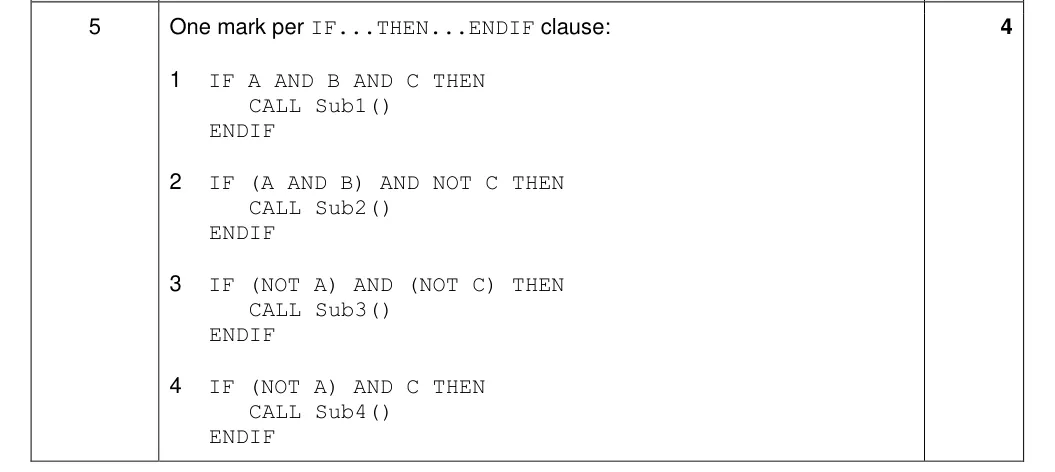 5 One mark per IF...THEN...ENDIF clause: 4
1 IF A AND B AND C THEN
CALL Sub1()
ENDIF
2 IF (A AND B) AND NOT C THEN
CALL Sub2()
ENDIF
3 IF (NOT A) AND (NOT C) THEN
CALL Sub3()
ENDIF
4 IF (NOT A) AND C THEN
CALL Sub4()
ENDIF